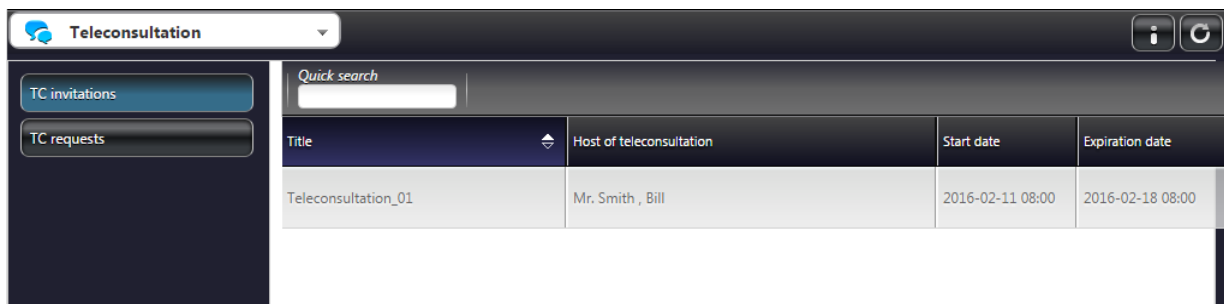 Teleconsultation
TC invitations
TC requests
Quick search
Title Host of teleconsultation Start date Expiration date
Teleconsultation_01 Mr. Smith , Bill 2016-02-11 08:00 2016-02-18 08:00